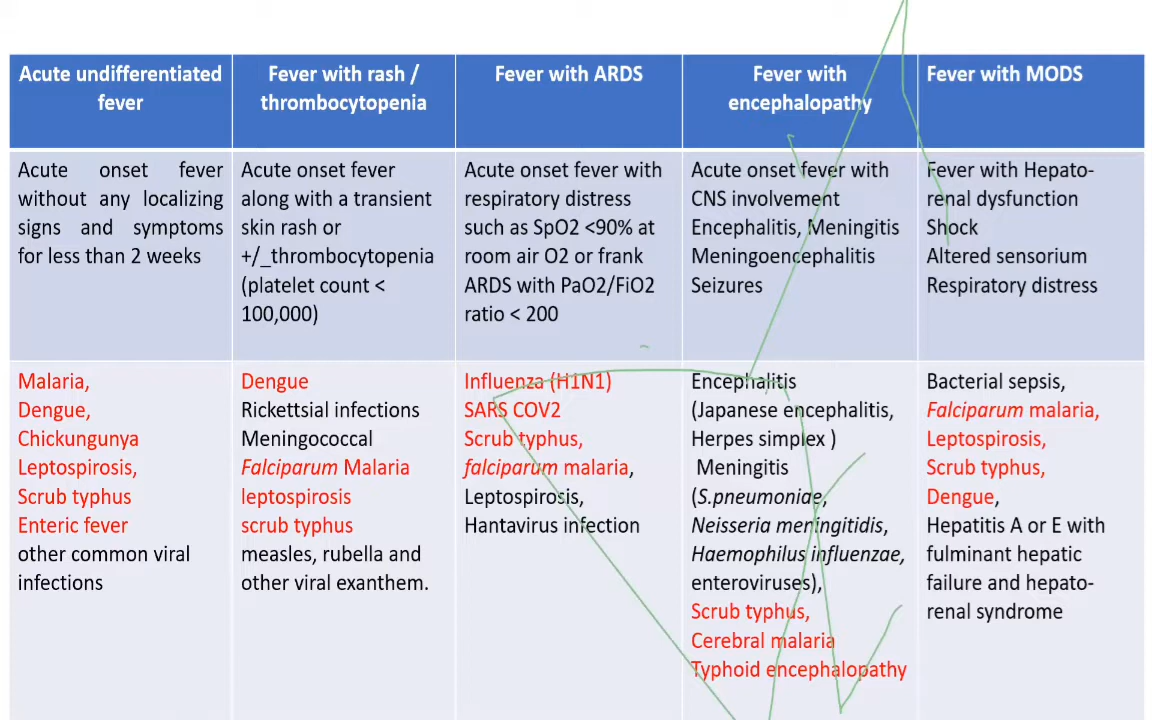 Acute undifferentiated
fever
Fever with rash /
thrombocytopenia
Fever with ARDS
Fever with
encephalopathy
Fever with MODS
Acute onset fever
without any localizing
signs and symptoms
for less than 2 weeks
Acute onset fever
along with a transient
skin rash or
+/_thrombocytopenia
(platelet count <
100,000)
Acute onset fever with
respiratory distress
such as SpO2 <90% at
room air O2 or frank
ARDS with PaO2/FiO2
ratio < 200
Acute onset fever with
CNS involvement
Encephalitis, Meningitis
Meningoencephalitis
Seizures
Fever with Hepato-
renal dysfunction
Shock
Altered sensorium
Respiratory distress
Malaria,
Dengue,
Chickungunya
Leptospirosis,
Scrub typhus
Enteric fever
other common viral
infections
Dengue
Rickettsial infections
Meningococcal
Falciparum Malaria
leptospirosis
scrub typhus
measles, rubella and
other viral exanthem.
Influenza (H1N1)
SARS COV2
Scrub typhus,
falciparum malaria,
Leptospirosis,
Hantavirus infection
Encephalitis
(Japanese encephalitis,
Herpes simplex )
Meningitis
(S.pneumoniae,
Neisseria meningitidis,
Haemophilus influenzae,
enteroviruses),
Scrub typhus,
Cerebral malaria
Typhoid encephalopathy
Bacterial sepsis,
Falciparum malaria,
Leptospirosis,
Scrub typhus,
Dengue,
Hepatitis A or E with
fulminant hepatic
failure and hepato-
renal syndrome